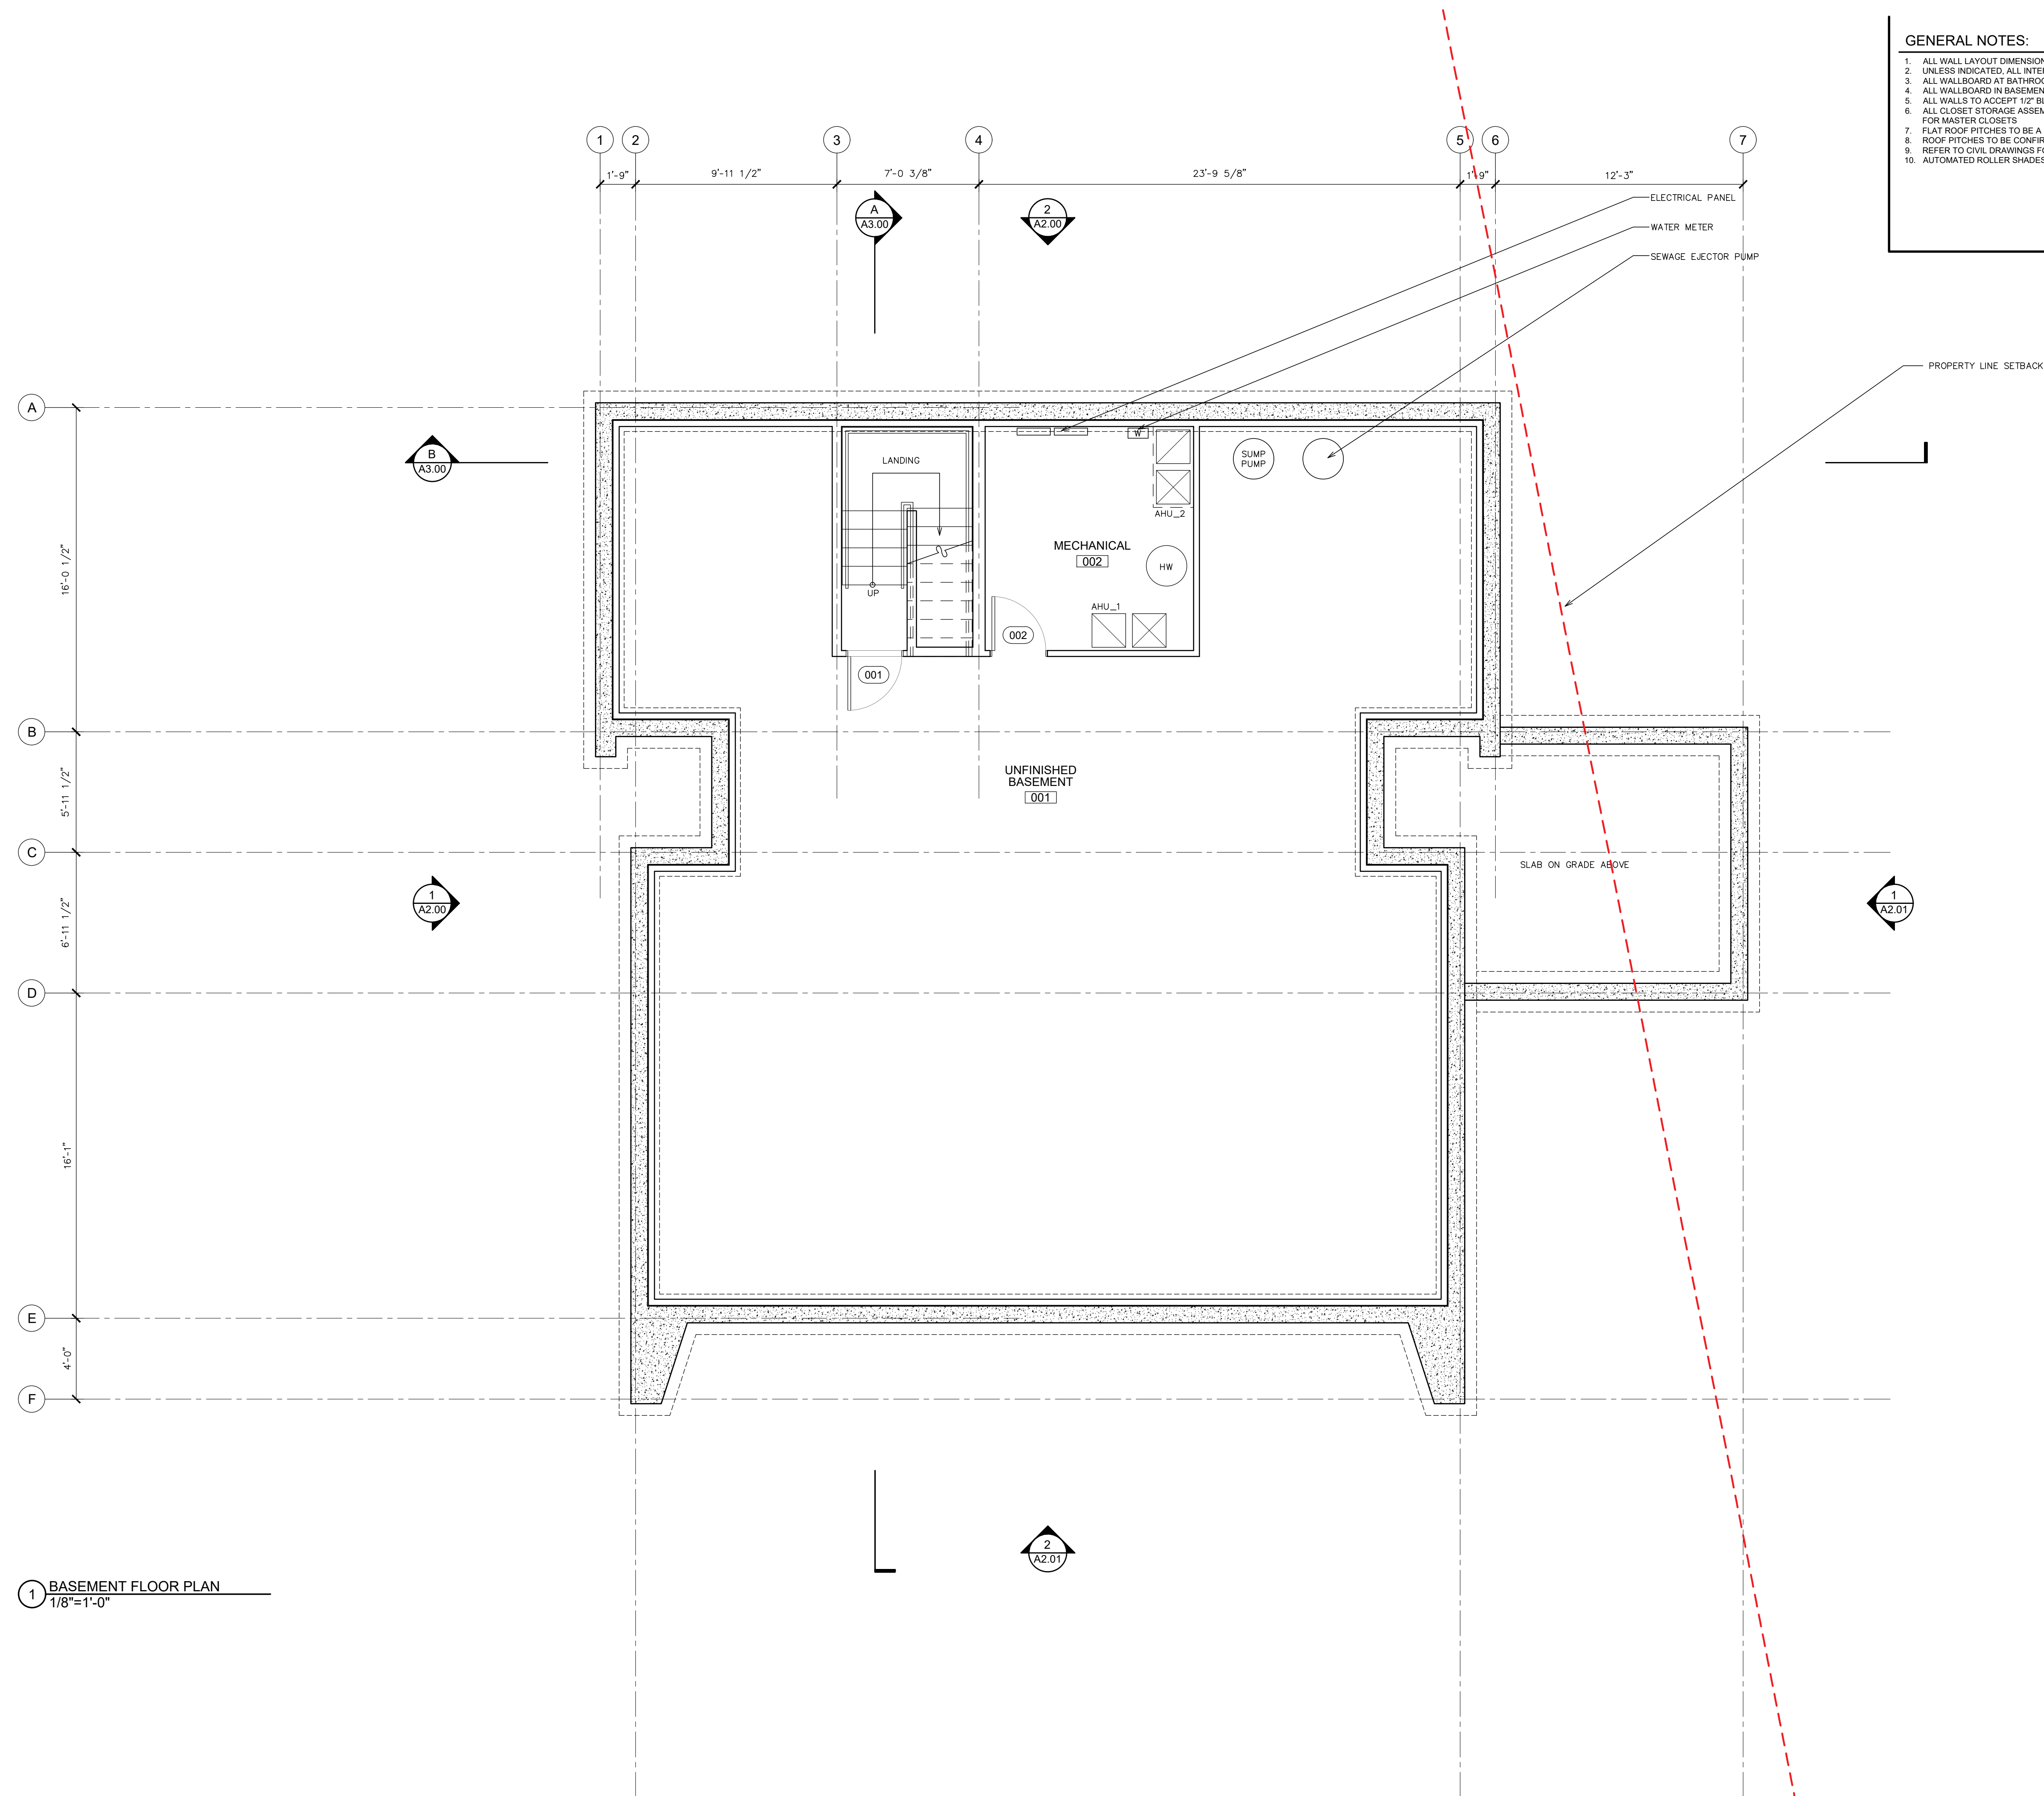 GENERAL NOTES:
1. ALL WALL LAYOUT DIMENSION
2. UNLESS INDICATED, ALL INTE
3. ALL WALLBOARD AT BATHROO
4. ALL WALLBOARD IN BASEMEN
5. ALL WALLS TO ACCEPT 1/2" BL
6. ALL CLOSET STORAGE ASSEM
FOR MASTER CLOSETS
7. FLAT ROOF PITCHES TO BE A
8. ROOF PITCHES TO BE CONFIR
9. REFER TO CIVIL DRAWINGS FO
10. AUTOMATED ROLLER SHADES
1 2 3 4 5 6 7
1'-9" 9'-11 1/2" 7'-0 3/8" 23'-9 5/8" 1'-9" 12'-3"
A
A3.00
2
A2.00
ELECTRICAL PANEL
WATER METER
SEWAGE EJECTOR PUMP
PROPERTY LINE SETBACK
A
B
A3.00
LANDING
W
SUMP
PUMP
AHU_2
MECHANICAL
002
HW
16'-0 1/2"
UP
AHU_1
002
001
B
UNFINISHED
BASEMENT
001
5'-11 1/2"
C
SLAB ON GRADE ABOVE
1
A2.00
1
A2.01
6'-11 1/2"
D
16'-1"
E
4'-0"
F
2
A2.01
1 BASEMENT FLOOR PLAN
1/8"=1'-0"